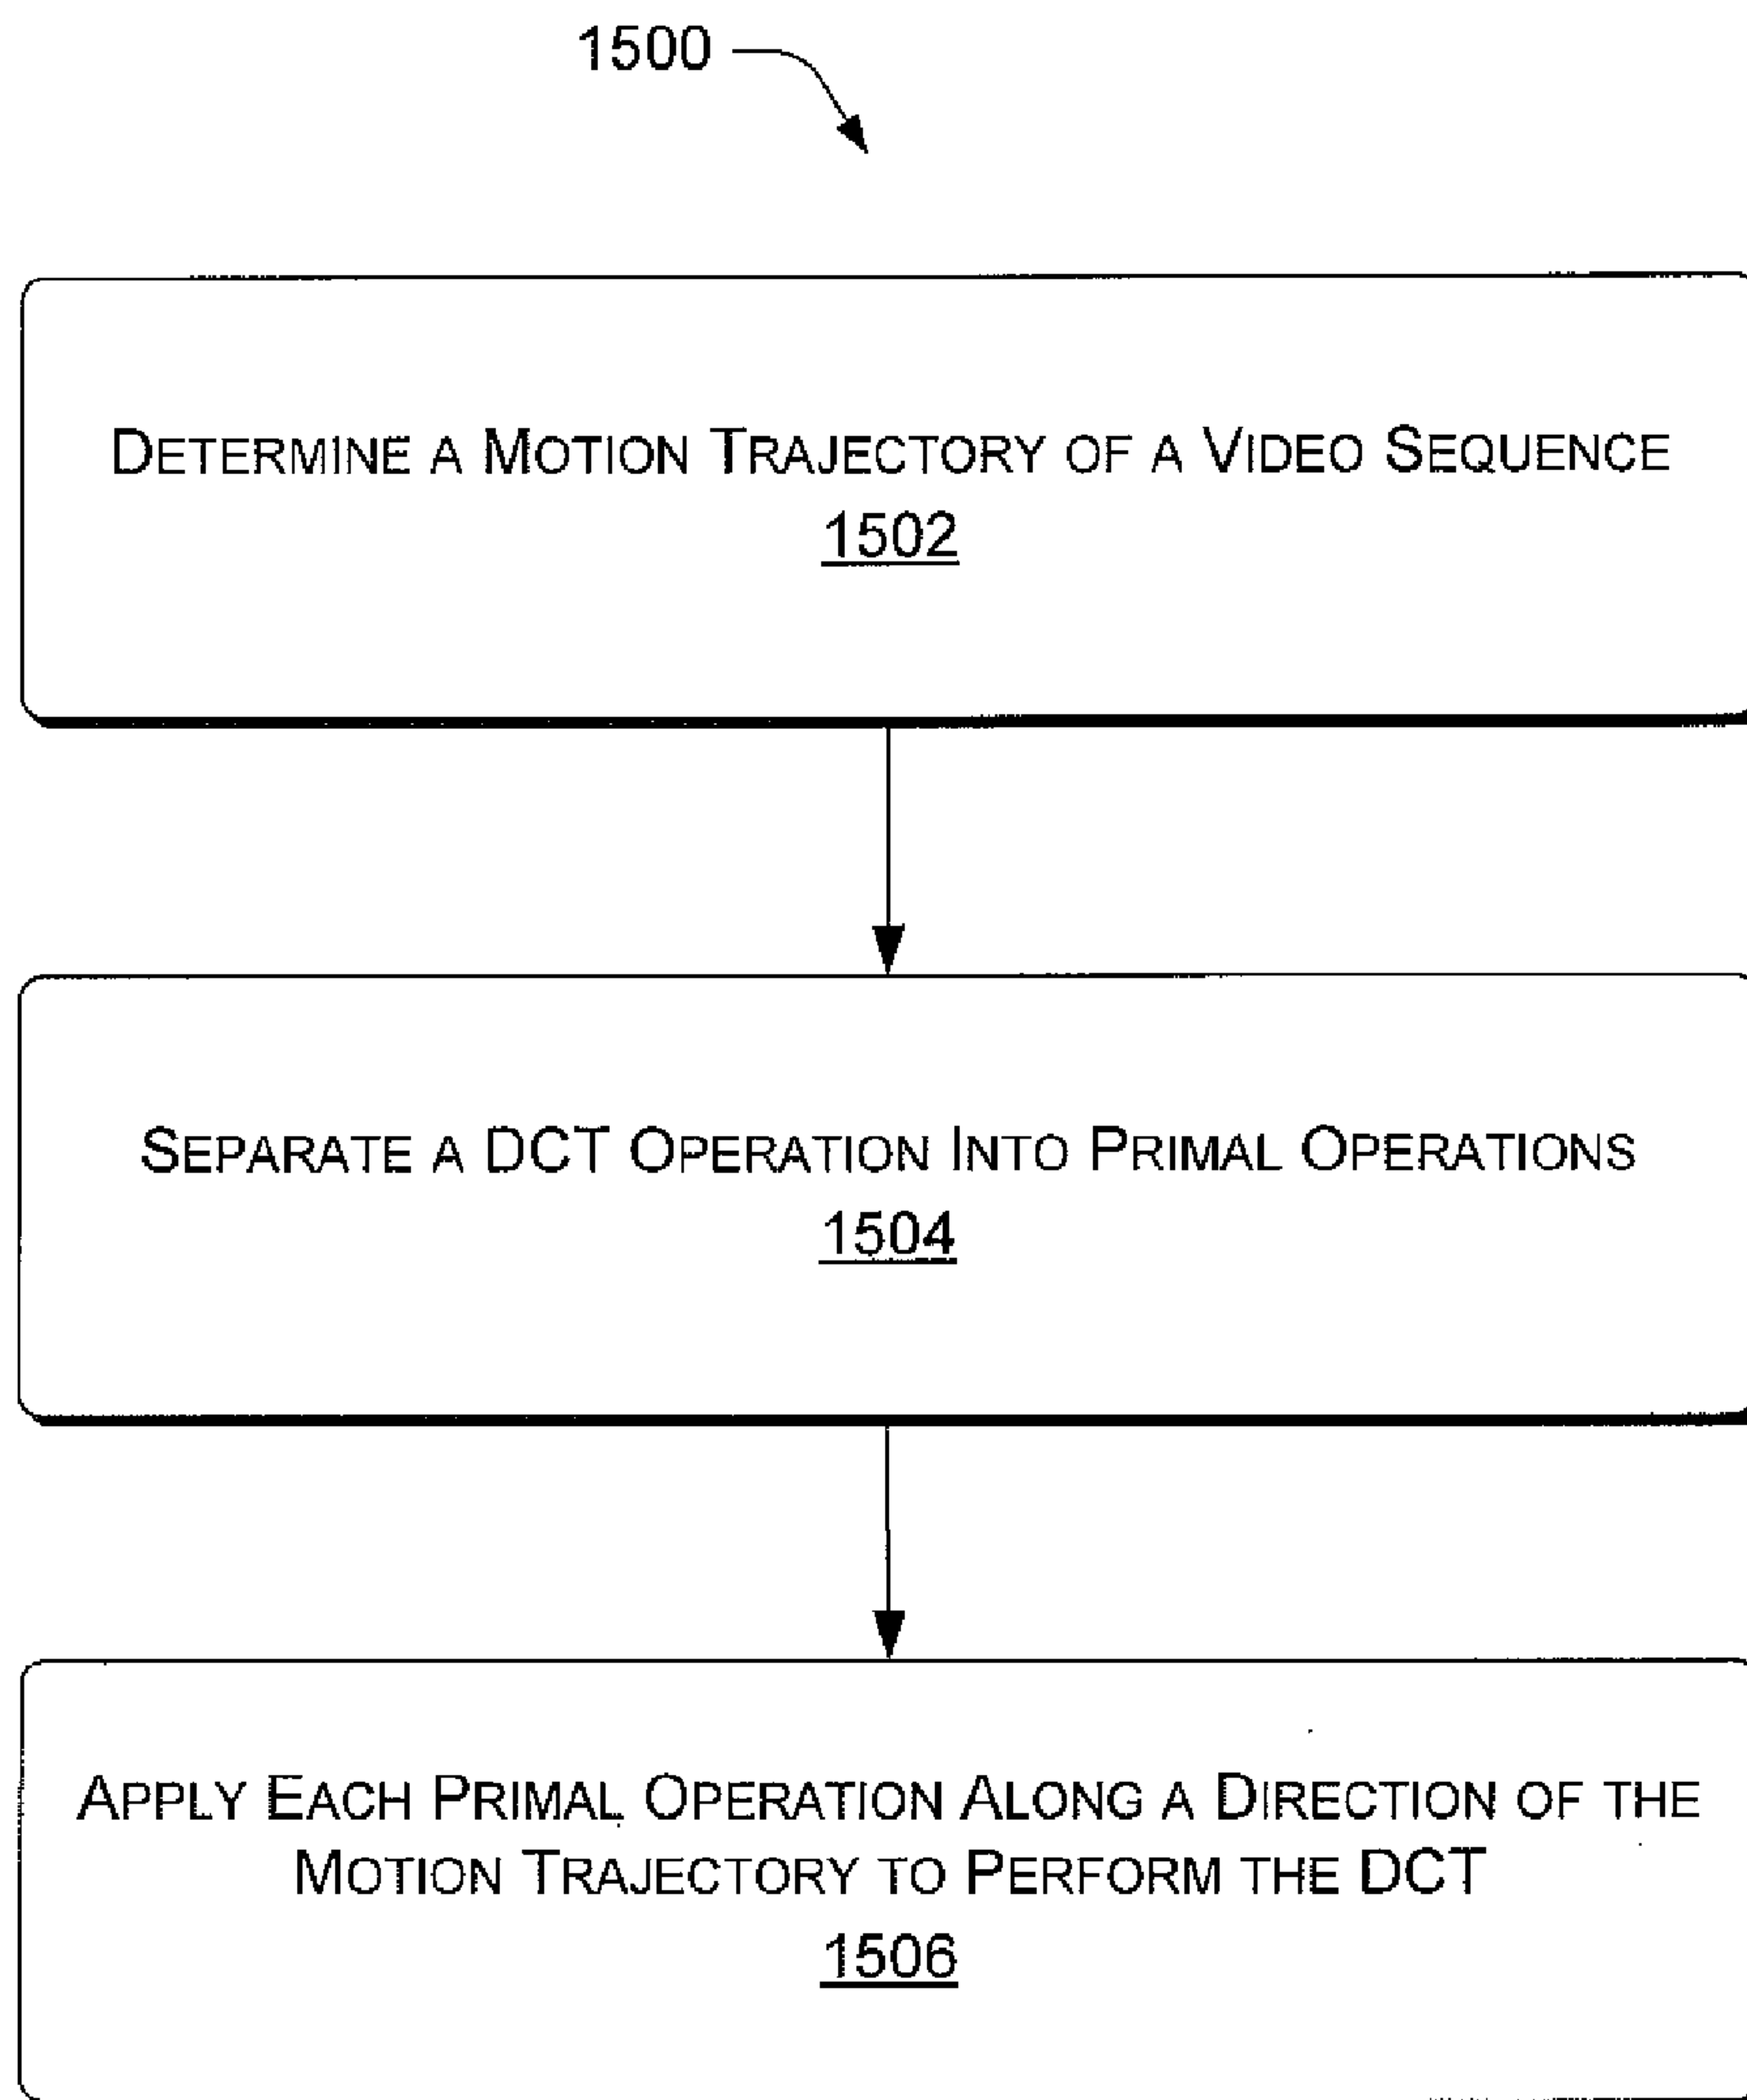 1500
DETERMINE A MOTION TRAJECTORY OF A VIDEO SEQUENCE
1502
SEPARATE A DCT OPERATION INTO PRIMAL OPERATIONS
1504
APPLY EACH PRIMAL OPERATION ALONG A DIRECTION OF THE
MOTION TRAJECTORY TO PERFORM THE DCT
1506